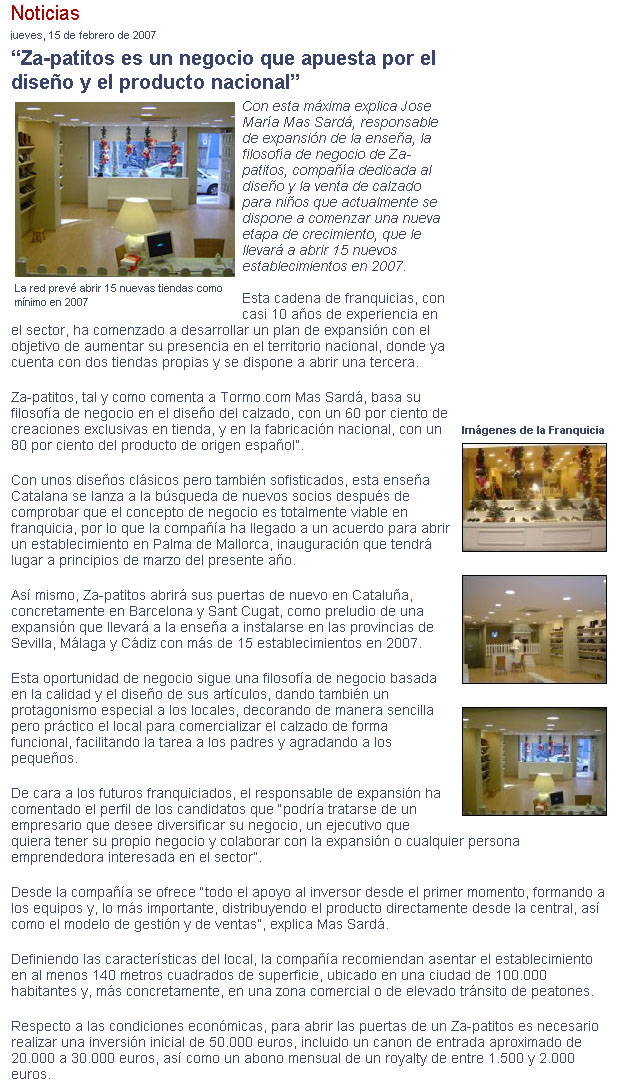 Noticias
jueves, 15 de febrero de 2007
“Za-patitos es un negocio que apuesta por el
diseño y el producto nacional”
Con esta máxima explica Jose
María Mas Sardá, responsable
de expansión de la enseña, la
filosofía de negocio de Za-
patitos, compañía dedicada al
diseño y la venta de calzado
para niños que actualmente se
dispone a comenzar una nueva
etapa de crecimiento, que le
llevará a abrir 15 nuevos
establecimientos en 2007.
La red prevé abrir 15 nuevas tiendas como
mínimo en 2007
Esta cadena de franquicias, con
casi 10 años de experiencia en
el sector, ha comenzado a desarrollar un plan de expansión con el
objetivo de aumentar su presencia en el territorio nacional, donde ya
cuenta con dos tiendas propias y se dispone a abrir una tercera.
Za-patitos, tal y como comenta a Tormo.com Mas Sardá, basa su
filosofía de negocio en el diseño del calzado, con un 60 por ciento de
creaciones exclusivas en tienda, y en la fabricación nacional, con un
80 por ciento del producto de origen español”.
Imágenes de la Franquicia
Con unos diseños clásicos pero también sofisticados, esta enseña
Catalana se lanza a la búsqueda de nuevos socios después de
comprobar que el concepto de negocio es totalmente viable en
franquicia, por lo que la compañía ha llegado a un acuerdo para abrir
un establecimiento en Palma de Mallorca, inauguración que tendrá
lugar a principios de marzo del presente año.
Así mismo, Za-patitos abrirá sus puertas de nuevo en Cataluña,
concretamente en Barcelona y Sant Cugat, como preludio de una
expansión que llevará a la enseña a instalarse en las provincias de
Sevilla, Málaga y Cádiz con más de 15 establecimientos en 2007.
Esta oportunidad de negocio sigue una filosofía de negocio basada
en la calidad y el diseño de sus artículos, dando también un
protagonismo especial a los locales, decorando de manera sencilla
pero práctico el local para comercializar el calzado de forma
funcional, facilitando la tarea a los padres y agradando a los
pequeños.
De cara a los futuros franquiciados, el responsable de expansión ha
comentado el perfil de los candidatos que “podría tratarse de un
empresario que desee diversificar su negocio, un ejecutivo que
quiera tener su propio negocio y colaborar con la expansión o cualquier persona
emprendedora interesada en el sector”.
Desde la compañía se ofrece “todo el apoyo al inversor desde el primer momento, formando a
los equipos y, lo más importante, distribuyendo el producto directamente desde la central, así
como el modelo de gestión y de ventas”, explica Mas Sardá.
Definiendo las características del local, la compañía recomiendan asentar el establecimiento
en al menos 140 metros cuadrados de superficie, ubicado en una ciudad de 100.000
habitantes y, más concretamente, en una zona comercial o de elevado tránsito de peatones.
Respecto a las condiciones económicas, para abrir las puertas de un Za-patitos es necesario
realizar una inversión inicial de 50.000 euros, incluido un canon de entrada aproximado de
20.000 a 30.000 euros, así como un abono mensual de un royalty de entre 1.500 y 2.000
euros.